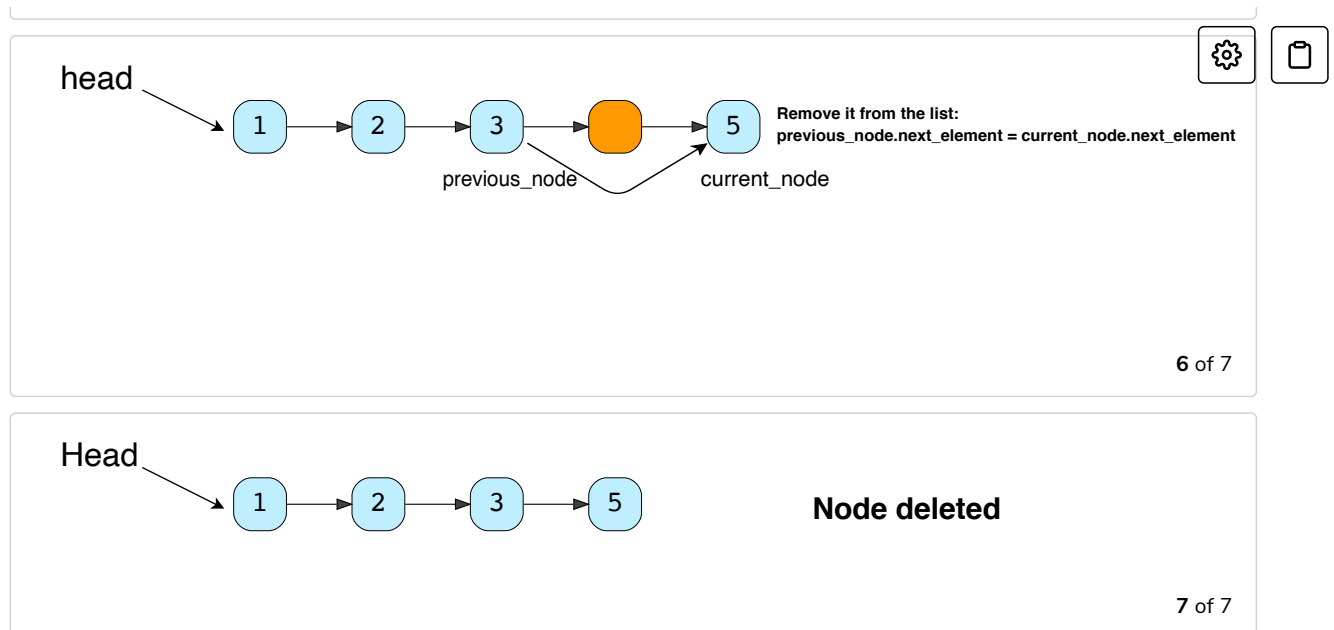 head
1 2 3 5
Remove it from the list:
previous_node.next_element = current_node.next_element
previous_node current_node
6 of 7
Head
1 2 3 5
Node deleted
7 of 7